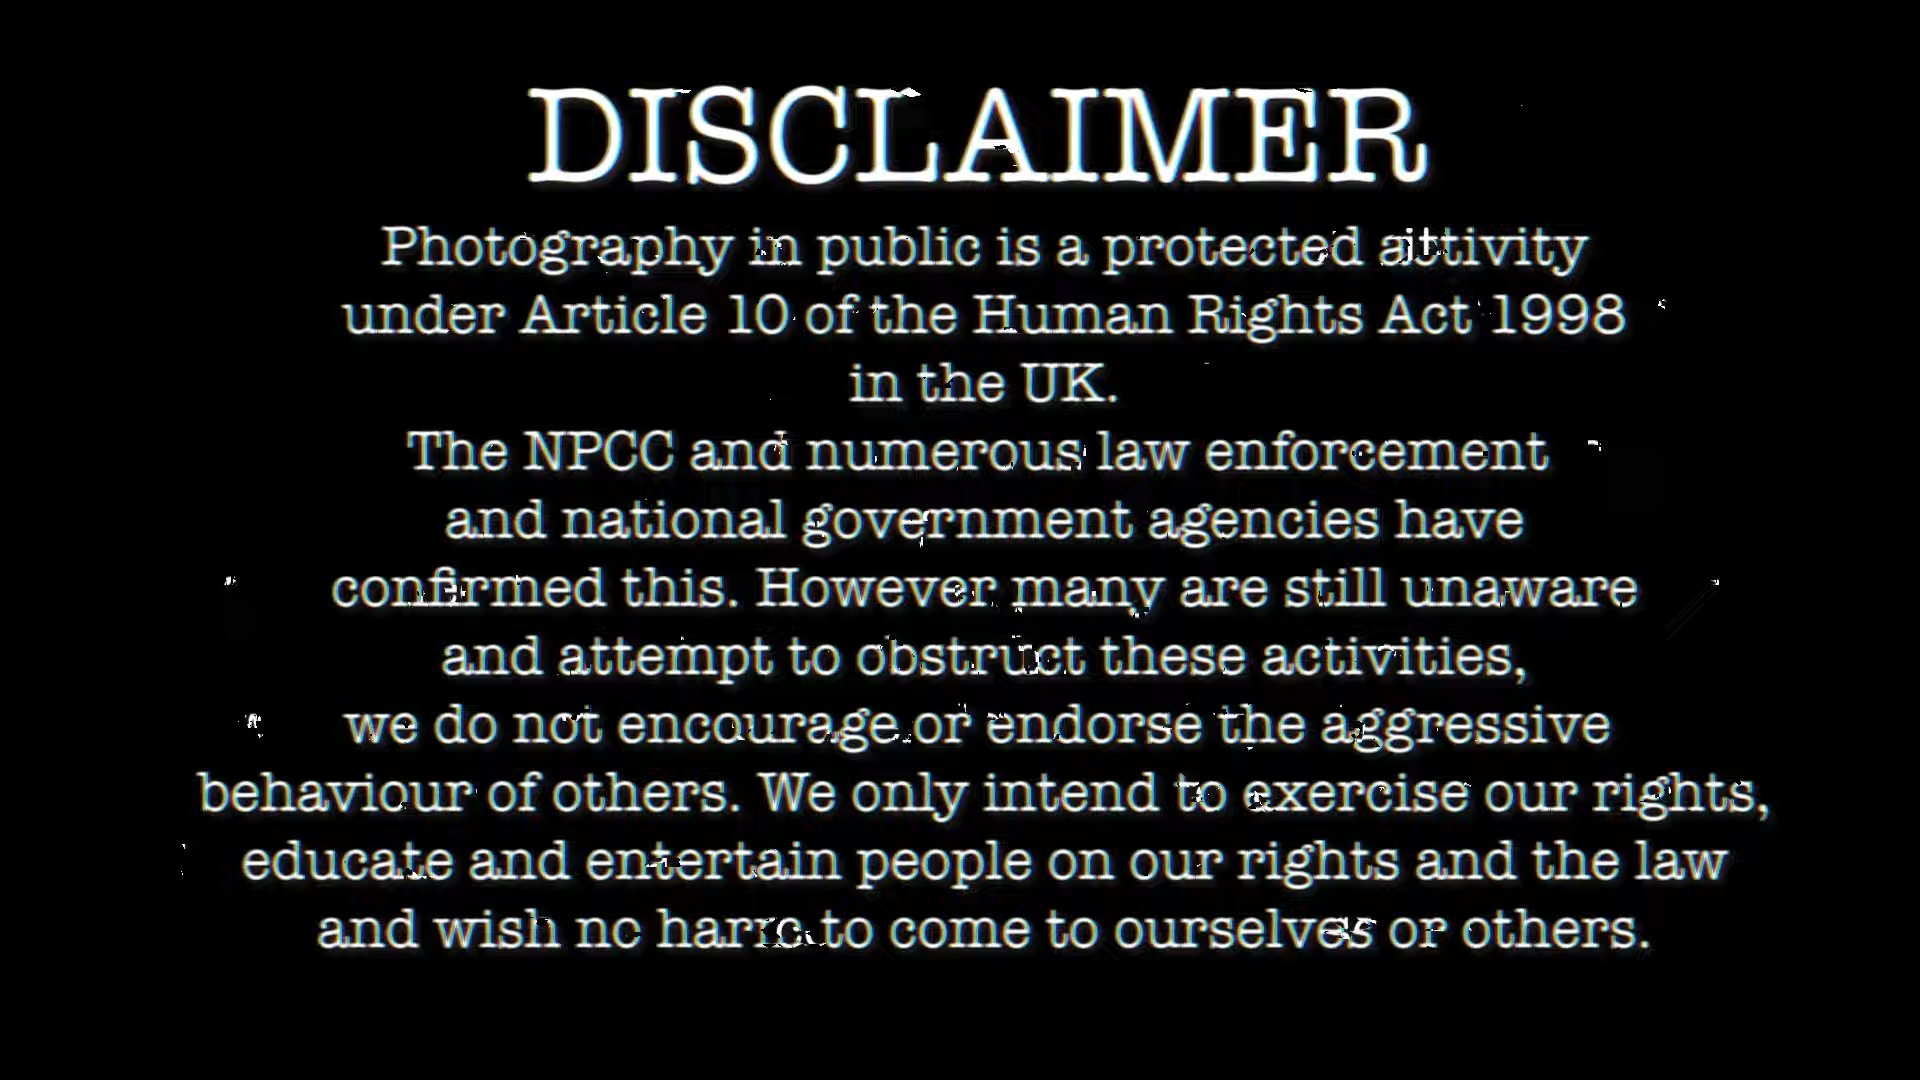 DISCLAIMER
Photography in public is a protected activity
under Article 10 of the Human Rights Act 1998
in the UK.
The NPCC and numerous law enforcement
and national government agencies have
confirmed this. However many are still unaware
and attempt to obstruct these activities,
we do not encourage or endorse the aggressive
behaviour of others. We only intend to exercise our rights,
educate and entertain people on our rights and the law
and wish no harm to come to ourselves or others.